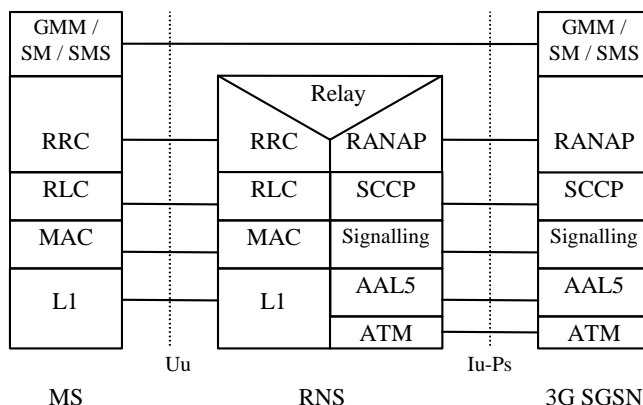 GMM /
SM / SMS
RRC
RLC
MAC
L1
MS
Uu
Relay
RRC
RANAP
RLC
SCCP
MAC
Signalling
L1
AAL5
ATM
RNS
Iu-Ps
GMM /
SM / SMS
RANAP
SCCP
Signalling
AAL5
ATM
3G SGSN